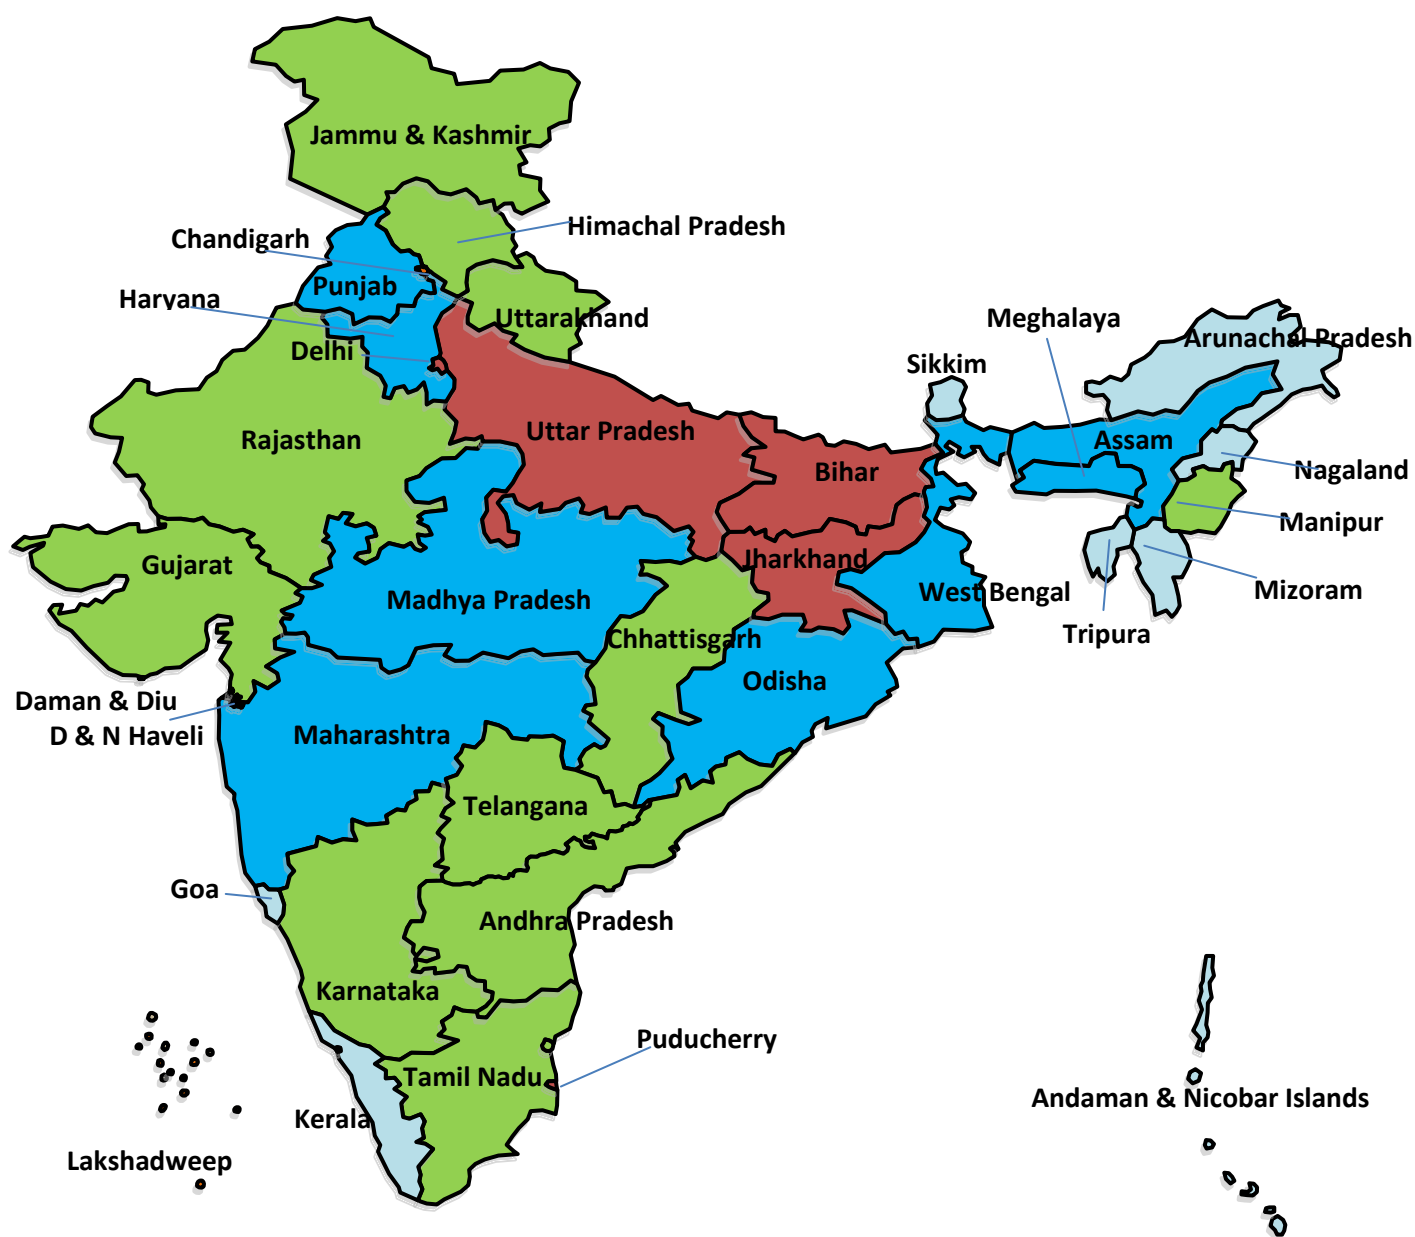 Jammu & Kashmir
Himachal Pradesh
Chandigarh
Punjab
Haryana
Uttarakhand
Meghalaya
Arunachal Pradesh
Delhi
Sikkim
Rajasthan
Uttar Pradesh
Assam
Bihar
Nagaland
Manipur
Gujarat
Jharkhand
Madhya Pradesh
West Bengal
Mizoram
Tripura
Chhattisgarh
Odisha
Daman & Diu
D & N Haveli
Maharashtra
Telangana
Goa
Andhra Pradesh
Karnataka
Puducherry
Tamil Nadu
Andaman & Nicobar Islands
Kerala
Lakshadweep